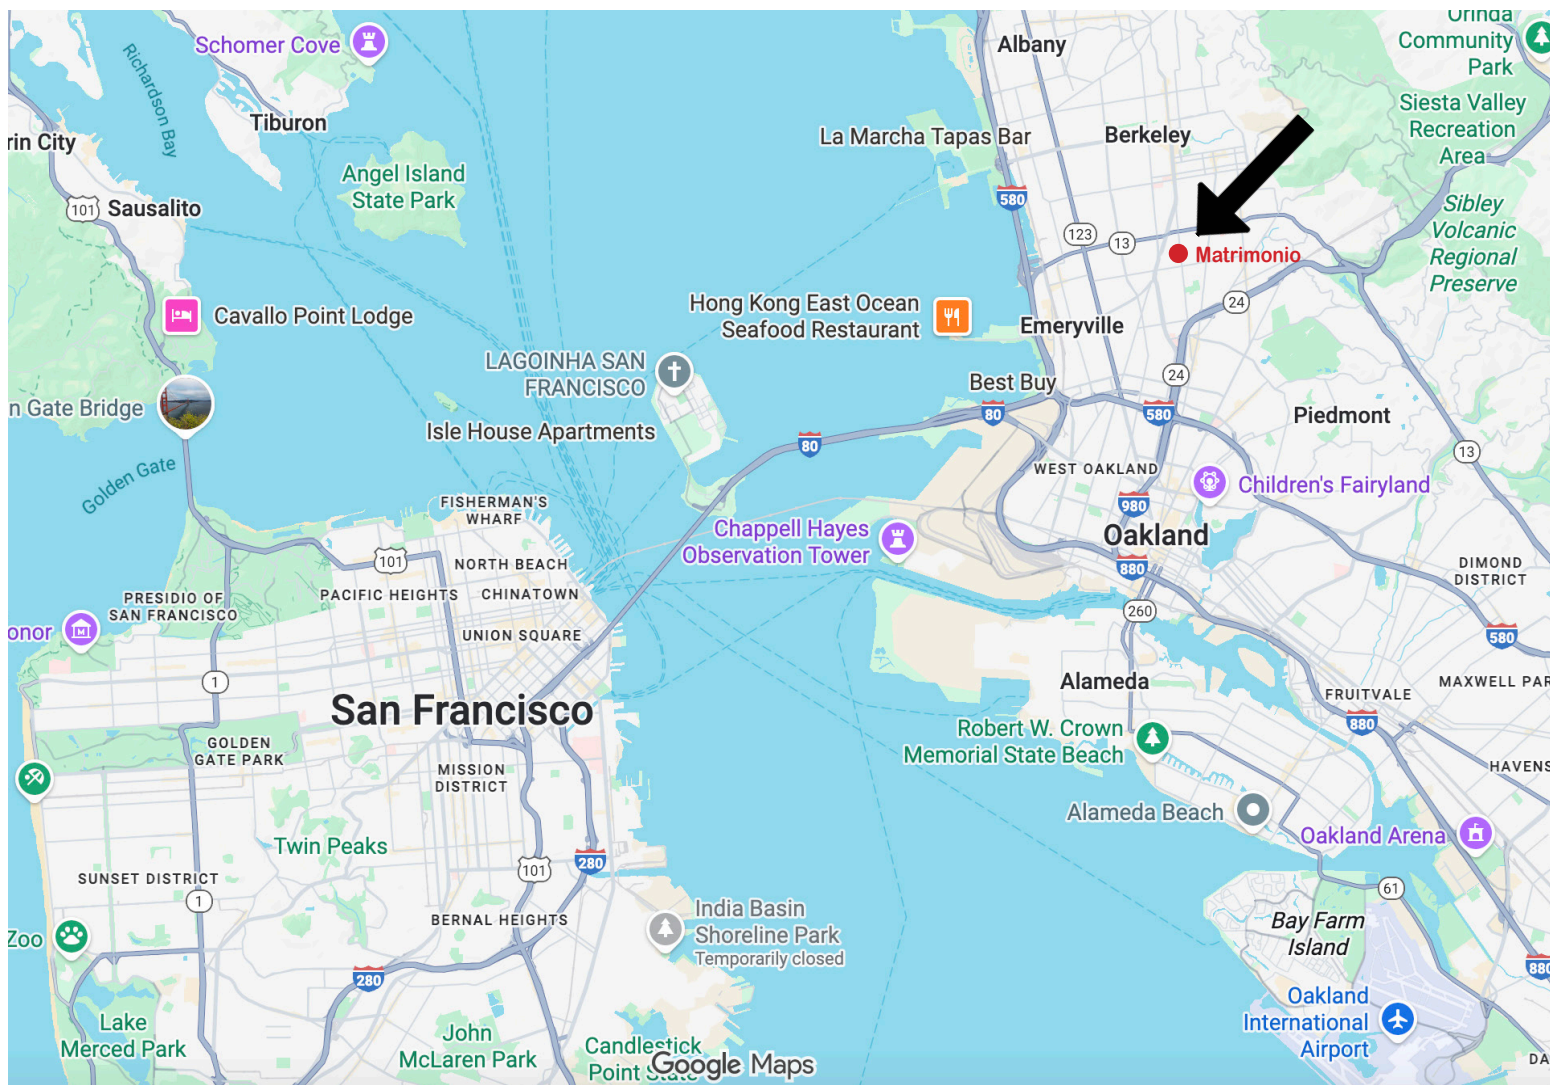 Orinda
Community
Park
Schomer Cove
Albany
Richardson Bay
Tiburon
Siesta Valley
Recreation
Area
La Marcha Tapas Bar
Berkeley
rin City
Angel Island
State Park
580
101
Sausalito
Sibley
Volcanic
Regional
Preserve
123
13
Matrimonio
24
Cavallo Point Lodge
Hong Kong East Ocean
Seafood Restaurant
Emeryville
LAGOINHA SAN
FRANCISCO
Best Buy
24
n Gate Bridge
80
580
Piedmont
Isle House Apartments
80
13
Golden Gate
WEST OAKLAND
Children's Fairyland
FISHERMAN'S
WHARF
980
Chappell Hayes
Observation Tower
Oakland
101
NORTH BEACH
880
DIMOND
DISTRICT
PRESIDIO OF
SAN FRANCISCO
PACIFIC HEIGHTS
CHINATOWN
260
onor
UNION SQUARE
580
1
Alameda
San Francisco
FRUITVALE
MAXWELL PAR
880
Robert W. Crown
Memorial State Beach
GOLDEN
GATE PARK
MISSION
DISTRICT
HAVENS
Alameda Beach
Oakland Arena
Twin Peaks
280
101
SUNSET DISTRICT
61
1
BERNAL HEIGHTS
India Basin
Shoreline Park
Temporarily closed
Bay Farm
Island
Zoo
280
880
Oakland
International
Airport
Lake
Merced Park
John
McLaren Park
Candlestick
Point State
Google Maps
DA